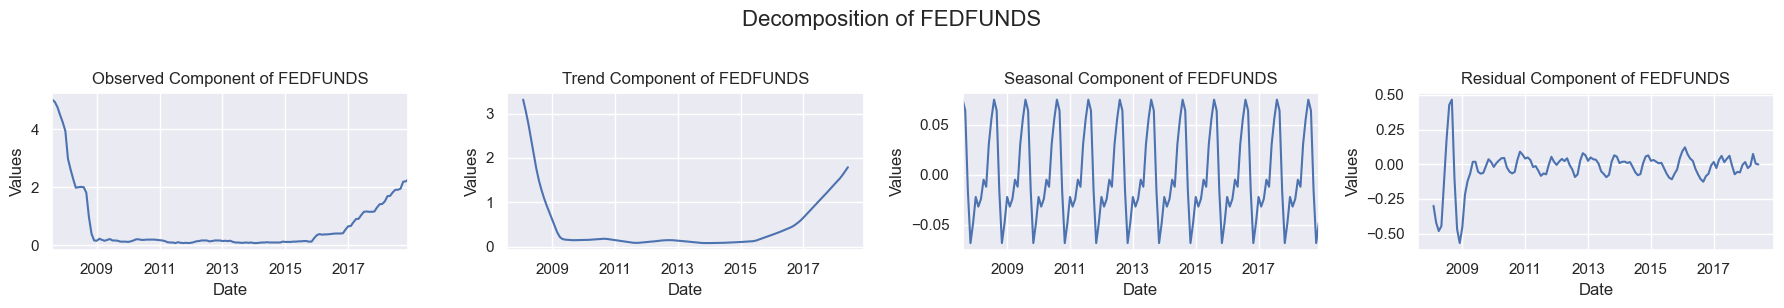 Decomposition of FEDFUNDS
Observed Component of FEDFUNDS
Values
4
2
0
2009 2011 2013 2015 2017
Date
Trend Component of FEDFUNDS
Values
3
2
1
0
2009 2011 2013 2015 2017
Date
Seasonal Component of FEDFUNDS
Values
0.05
0.00
−0.05
2009 2011 2013 2015 2017
Date
Residual Component of FEDFUNDS
Values
0.50
0.25
0.00
−0.25
−0.50
2009 2011 2013 2015 2017
Date